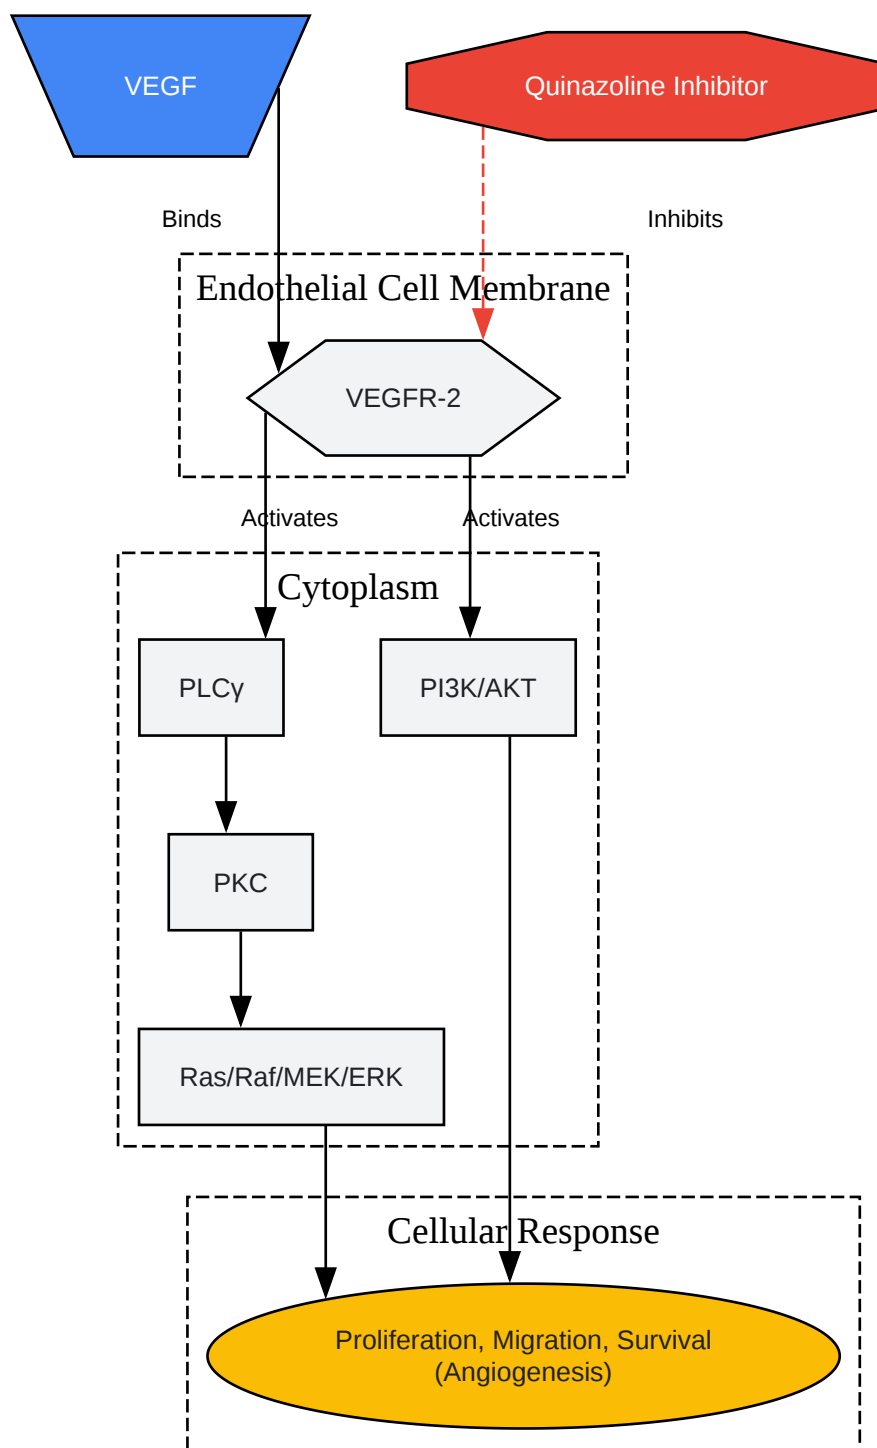 VEGF
Quinazoline Inhibitor
Binds
Inhibits
Endothelial Cell Membrane
VEGFR-2
Activates
Activates
Cytoplasm
PLCγ
PI3K/AKT
PKC
Ras/Raf/MEK/ERK
Cellular Response
Proliferation, Migration, Survival
(Angiogenesis)